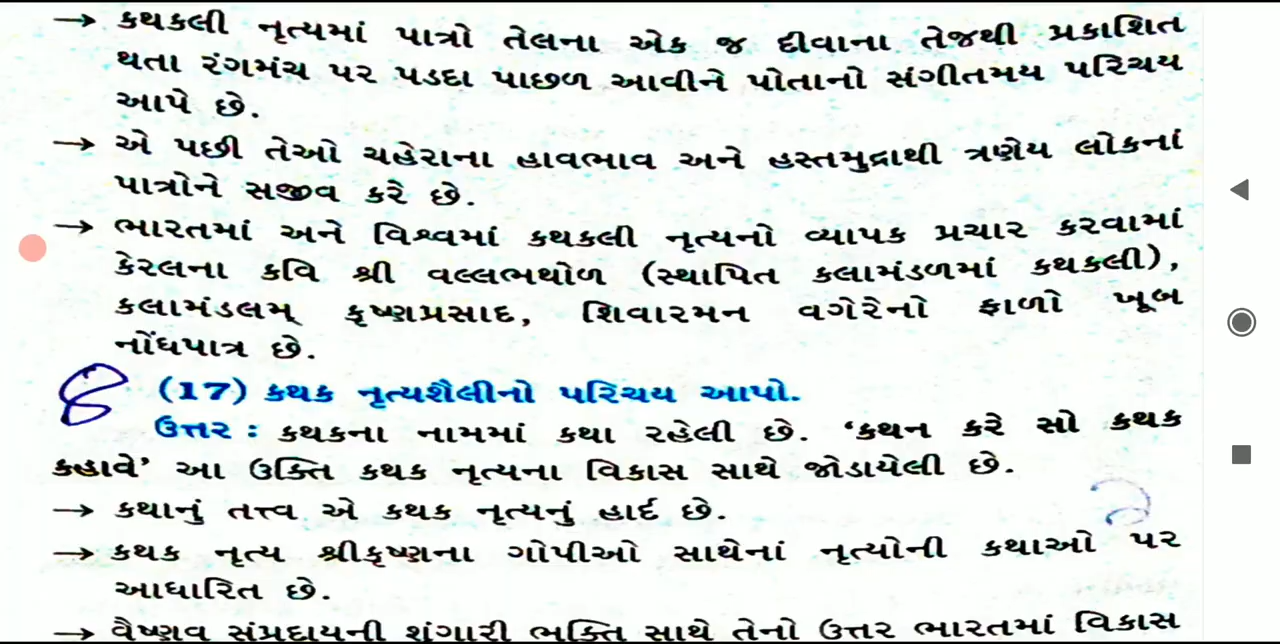 → કથકલી નૃત્યમાં પાત્રો તેલના એક જ દીવાના તેજથી પ્રકાશિત
થતા રંગમંચ પર પડદા પાછળ આવીને પોતાનો સંગીતમય પરિચય
આપે છે.
→ એ પછી તેઓ ચહેરાના હાવભાવ અને હસ્તમુદ્રાથી ત્રણેય લોકનાં
પાત્રોને સજીવ કરે છે.
→ ભારતમાં અને વિશ્વમાં કથકલી નૃત્યનો વ્યાપક પ્રચાર કરવામાં
કેરલના કવિ શ્રી વલ્લભથોળ (સ્થાપિત કલામંડળમાં કથકલી),
કલામંડલમ્ કૃષ્ણપ્રસાદ, શિવારમન વગેરેનો ફાળો ખૂબ
નોંધપાત્ર છે.
(17) કથક નૃત્યશૈલીનો પરિચય આપો.
ઉત્તર : કથકના નામમાં કથા રહેલી છે. ‘કથન કરે સો કથક
કહાવે’ આ ઉક્તિ કથક નૃત્યના વિકાસ સાથે જોડાયેલી છે.
→ કથાનું તત્ત્વ એ કથક નૃત્યનું હાર્દ છે.
→ કથક નૃત્ય શ્રીકૃષ્ણના ગોપીઓ સાથેનાં નૃત્યોની કથાઓ પર
આધારિત છે.
→ વૈષ્ણવ સંપ્રદાયની શૃંગારી ભક્તિ સાથે તેનો ઉત્તર ભારતમાં વિકાસ